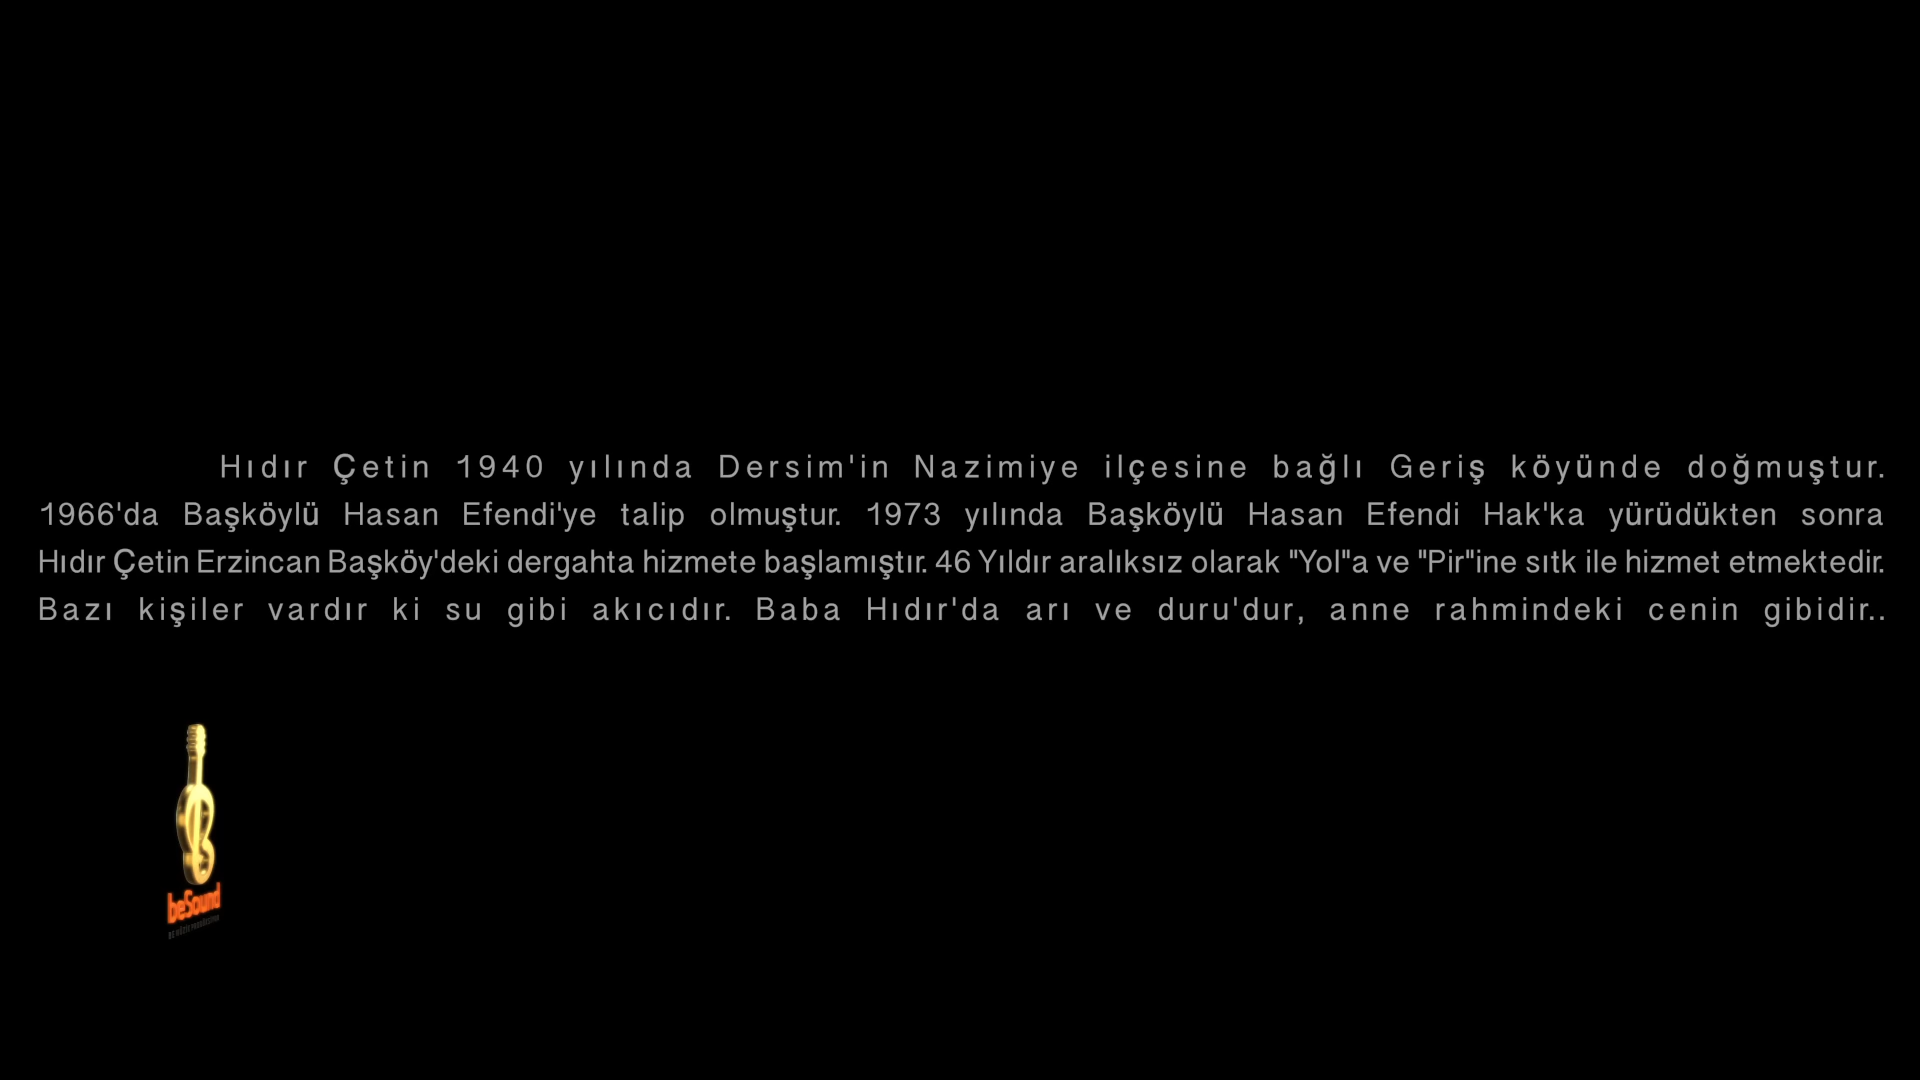 Hıdır Çetin 1940 yılında Dersim'in Nazimiye ilçesine bağlı Geriş köyünde doğmuştur.
1966'da Başköylü Hasan Efendi'ye talip olmuştur. 1973 yılında Başköylü Hasan Efendi Hak'ka yürüdükten sonra
Hıdır Çetin Erzincan Başköy'deki dergahta hizmete başlamıştır. 46 Yıldır aralıksız olarak "Yol"a ve "Pir"ine sıtk ile hizmet etmektedir.
Bazı kişiler vardır ki su gibi akıcıdır. Baba Hıdır'da arı ve duru'dur, anne rahmindeki cenin gibidir..
beSound